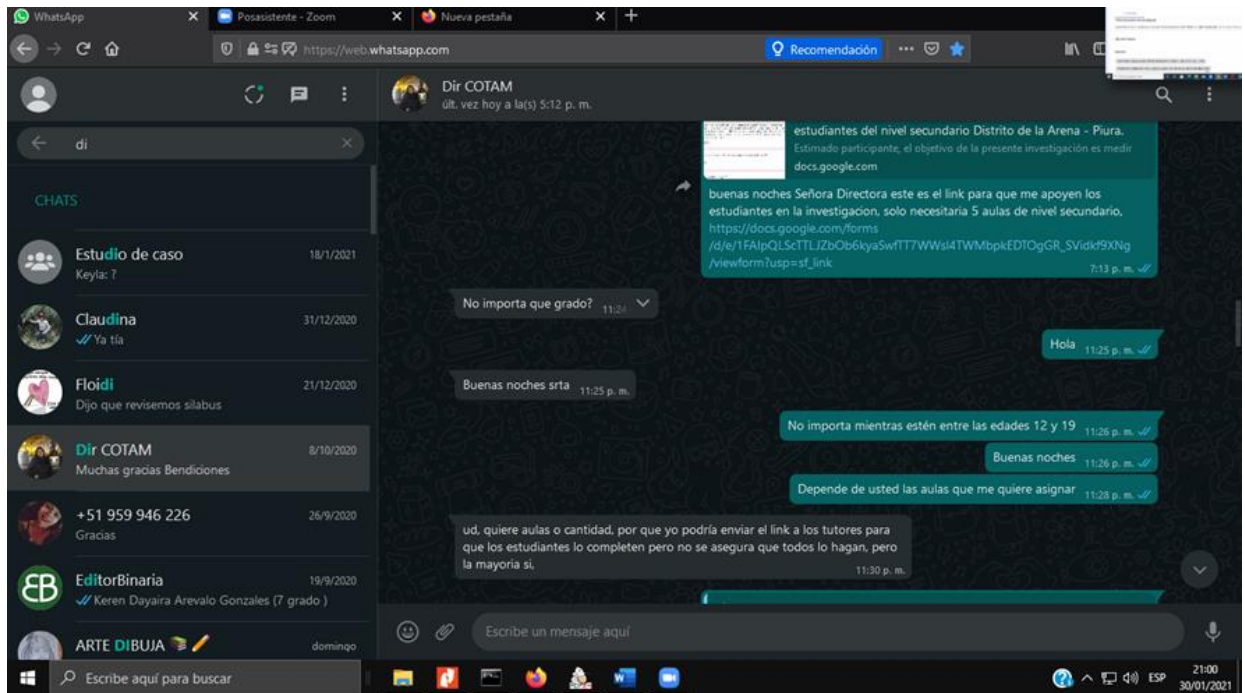 WhatsApp
Posasistente - Zoom
Nueva pestaña
https://web.whatsapp.com
Recomendación
Dir COTAM
últ. vez hoy a la(s) 5:12 p. m.
di
CHATS
Estudio de caso
18/1/2021
Keyla: ?
Claudina
31/12/2020
Ya tía
Floidi
21/12/2020
Dijo que revisemos silabus
Dir COTAM
8/10/2020
Muchas gracias Bendiciones
+51 959 946 226
26/9/2020
Gracias
EB
EditorBinaria
19/9/2020
Keren Dayaira Arevalo Gonzales (7 grado )
ARTE DIBUJA
domingo
estudiantes del nivel secundario Distrito de la Arena - Piura.
Estimado participante, el objetivo de la presente investigación es medir
docs.google.com
buenas noches Señora Directora este es el link para que me apoyen los
estudiantes en la investigacion, solo necesitaria 5 aulas de nivel secundario,
https://docs.google.com/forms
/viewform?usp=sf_link
7:13 p. m.
No importa que grado?
11:24
Hola
11:25 p. m.
Buenas noches srta
11:25 p. m.
No importa mientras estén entre las edades 12 y 19
11:26 p. m.
Buenas noches
11:26 p. m.
Depende de usted las aulas que me quiere asignar
11:28 p. m.
ud, quiere aulas o cantidad, por que yo podría enviar el link a los tutores para
que los estudiantes lo completen pero no se asegura que todos lo hagan, pero
la mayoria si,
11:30 p. m.
Escribe un mensaje aquí
Escribe aquí para buscar
ESP
21:00
30/01/2021